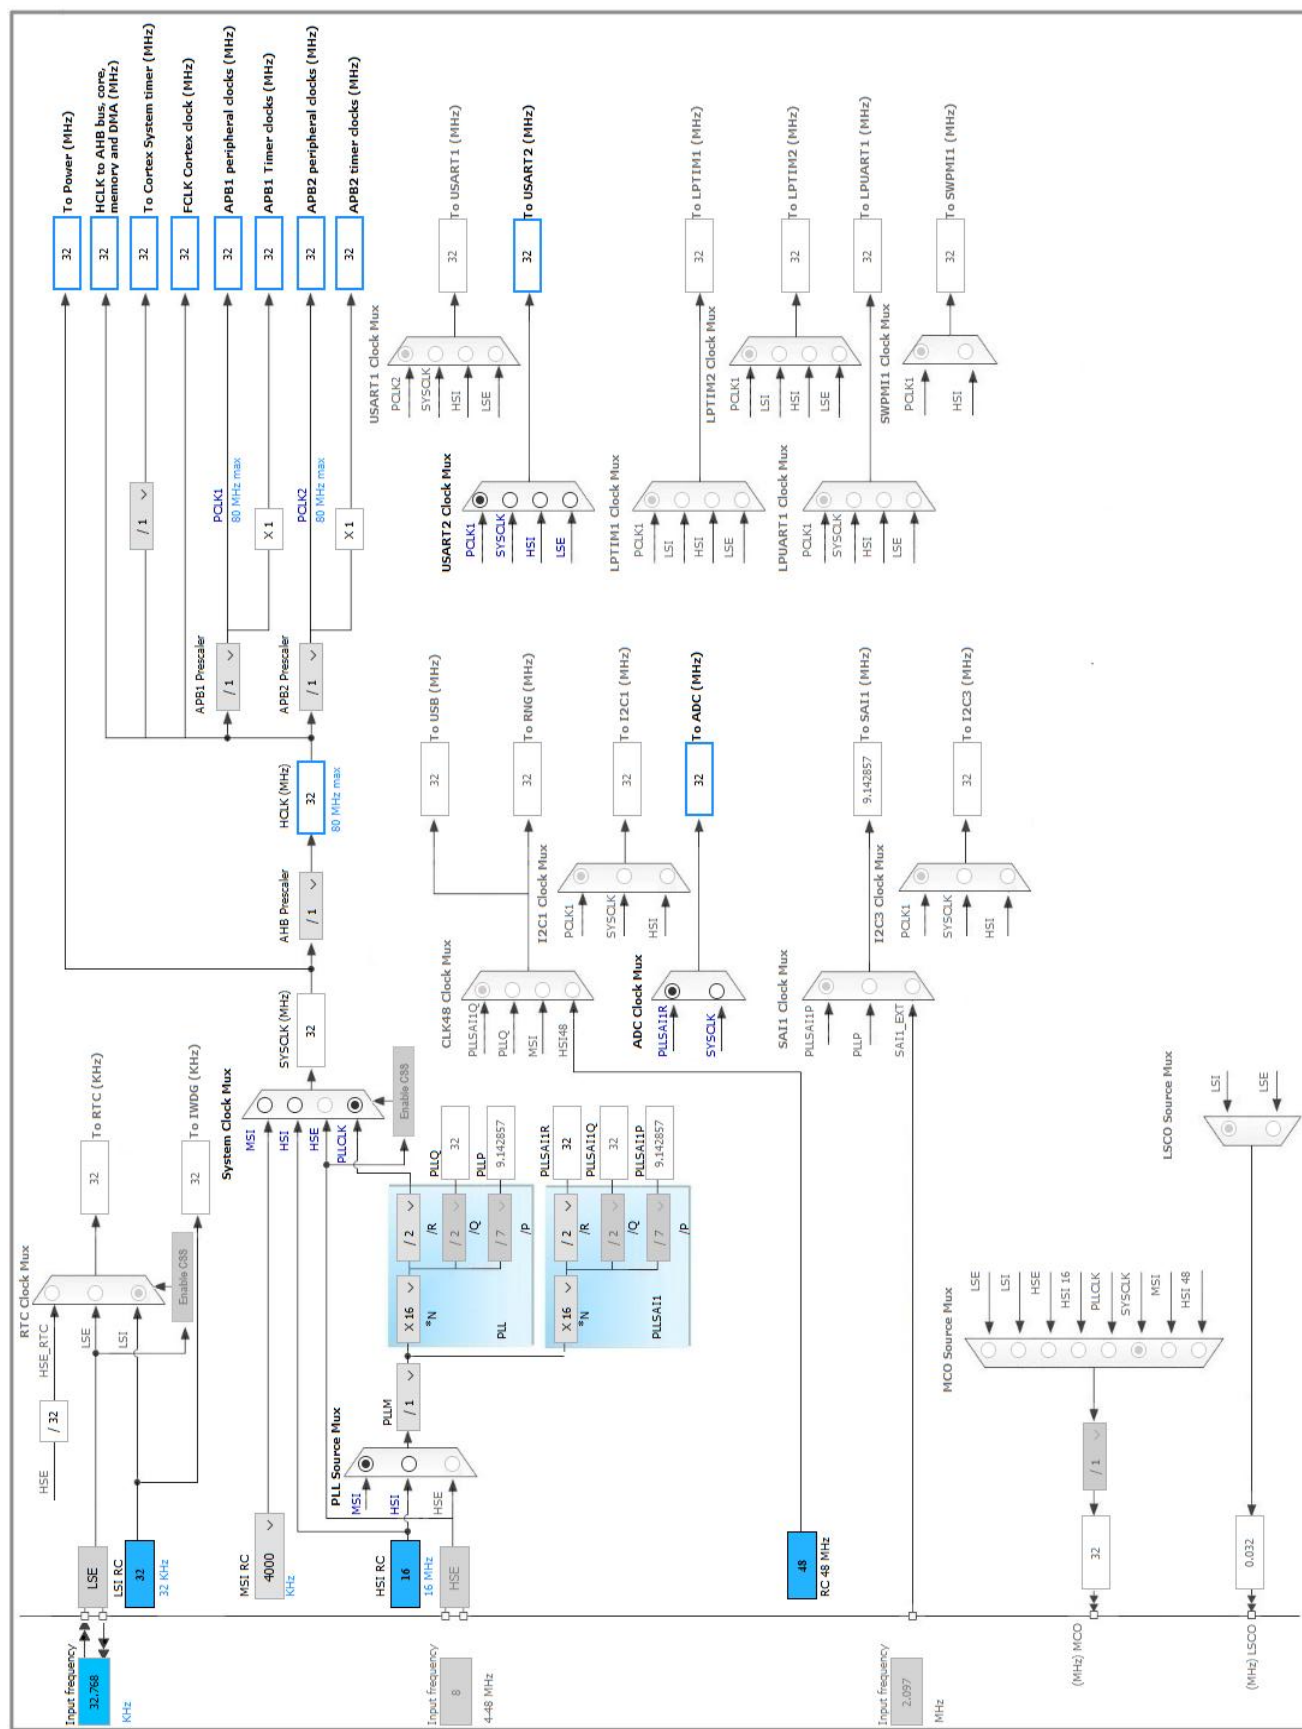 RTC Clock Mux
HSE
/ 32
HSE_RTC
Input frequency
32.768
KHz
LSE
LSE
32
To RTC (KHz)
LSI RC
32
32 KHz
LSI
Enable CSS
32
To IWDG (KHz)
System Clock Mux
MSI RC
4000
KHz
MSI
HSI
HSE
PLLCLK
Enable CSS
SYSCLK (MHz)
32
AHB Prescaler
/ 1
HCLK (MHz)
32
80 MHz max
32
To Power (MHz)
32
HCLK to AHB bus, core,
memory and DMA (MHz)
/ 1
32
To Cortex System timer (MHz)
32
FCLK Cortex clock (MHz)
APB1 Prescaler
/ 1
PCLK1
80 MHz max
32
APB1 peripheral clocks (MHz)
X 1
32
APB1 Timer clocks (MHz)
APB2 Prescaler
/ 1
PCLK2
80 MHz max
32
APB2 peripheral clocks (MHz)
X 1
32
APB2 timer clocks (MHz)
PLL Source Mux
MSI
HSI RC
16
16 MHz
HSI
Input frequency
8
4-48 MHz
HSE
HSE
PLLM
/ 1
X 16
*N
PLL
/ 2
/R
/ 2
/Q
/ 7
/P
PLLQ
32
PLLP
9.142857
X 16
*N
PLLSAI1
/ 2
/R
/ 2
/Q
/ 7
/P
PLLSAI1R
32
PLLSAI1Q
32
PLLSAI1P
9.142857
USART1 Clock Mux
PCLK2
SYSCLK
HSI
LSE
32
To USART1 (MHz)
USART2 Clock Mux
PCLK1
SYSCLK
HSI
LSE
32
To USART2 (MHz)
CLK48 Clock Mux
PLLSAI1Q
PLLQ
MSI
HSI48
32
To USB (MHz)
32
To RNG (MHz)
48
RC 48 MHz
I2C1 Clock Mux
PCLK1
SYSCLK
HSI
32
To I2C1 (MHz)
LPTIM1 Clock Mux
PCLK1
LSI
HSI
LSE
32
To LPTIM1 (MHz)
ADC Clock Mux
PLLSAI1R
SYSCLK
32
To ADC (MHz)
LPTIM2 Clock Mux
PCLK1
LSI
HSI
LSE
32
To LPTIM2 (MHz)
LPUART1 Clock Mux
PCLK1
SYSCLK
HSI
LSE
32
To LPUART1 (MHz)
SAI1 Clock Mux
PLLSAI1P
PLLP
SAI1_EXT
9.142857
To SAI1 (MHz)
Input frequency
2.097
MHz
SWPMI1 Clock Mux
PCLK1
HSI
32
To SWPMI1 (MHz)
I2C3 Clock Mux
PCLK1
SYSCLK
HSI
32
To I2C3 (MHz)
MCO Source Mux
LSE
LSI
HSE
HSI 16
PLLCLK
SYSCLK
MSI
HSI 48
/ 1
32
(MHz) MCO
LSCO Source Mux
LSI
LSE
0.032
(MHz) LSCO